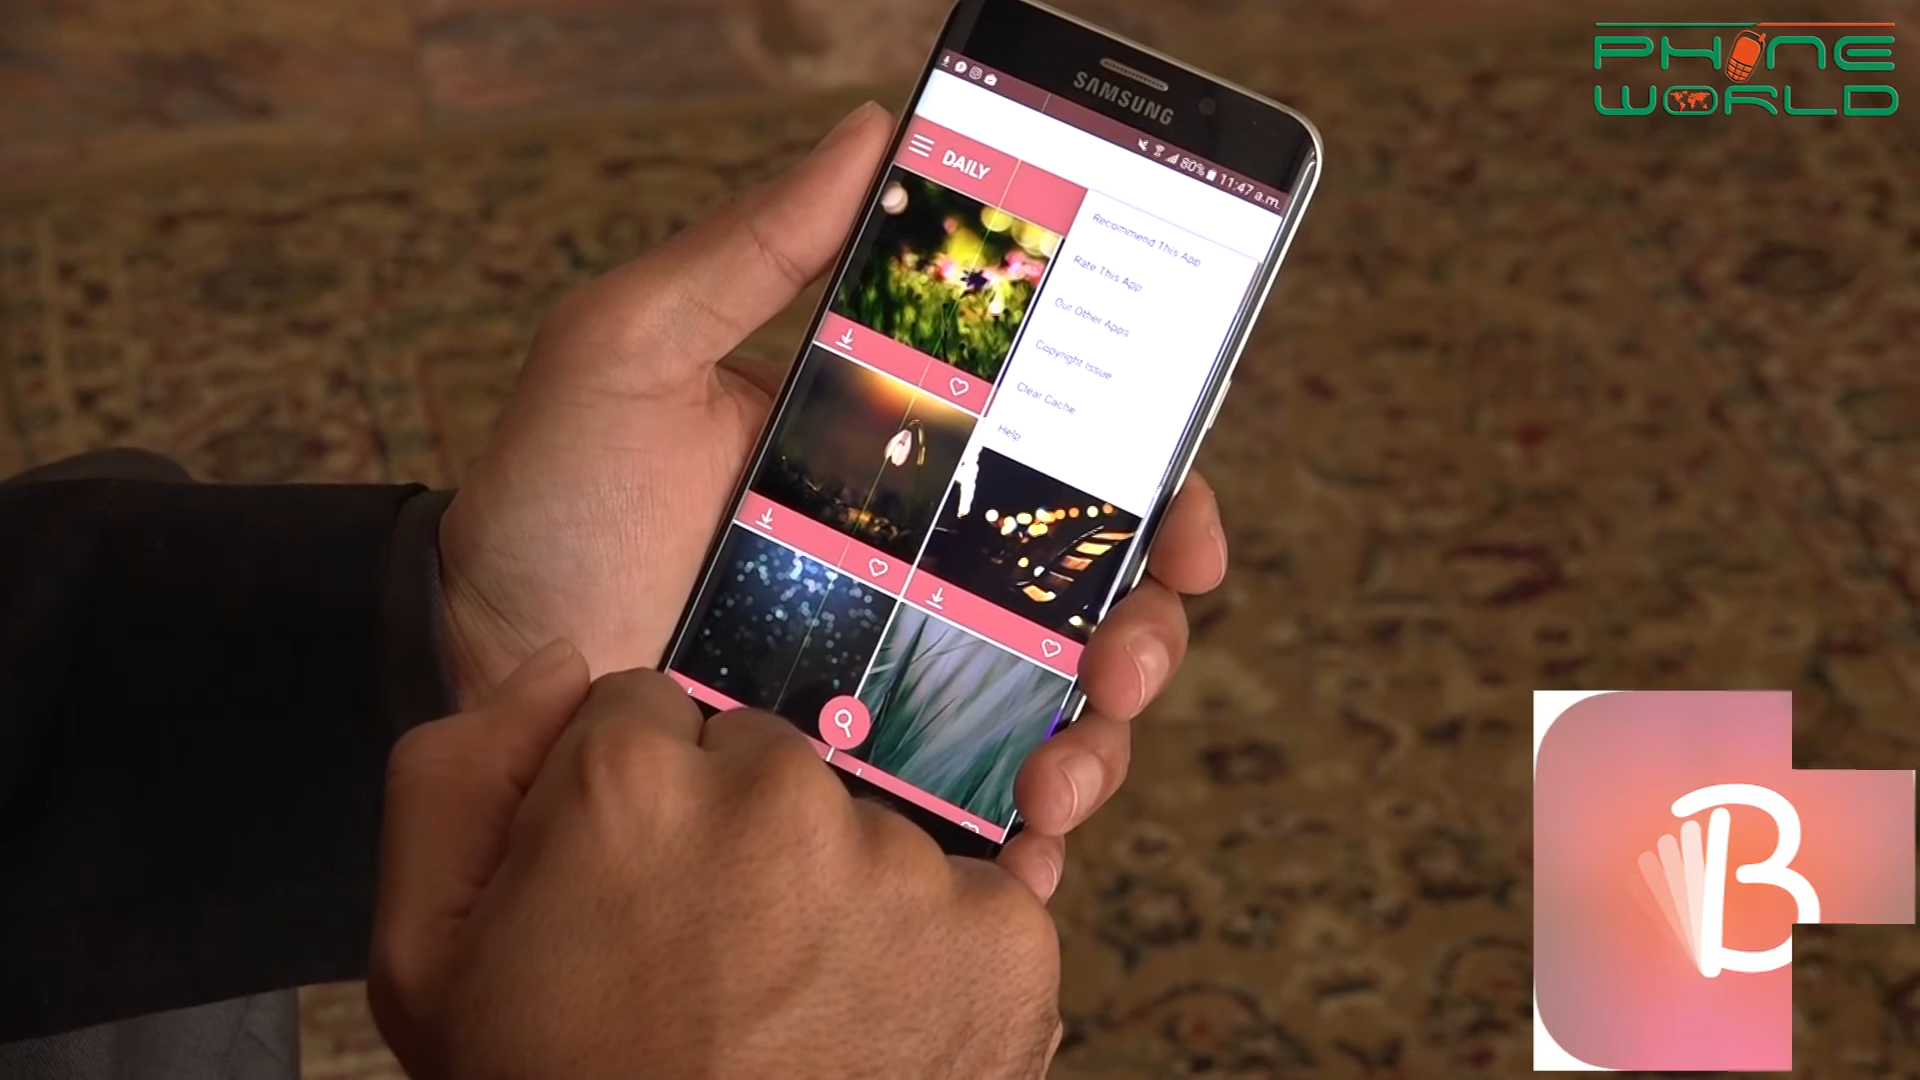 PHONE
WORLD
SAMSUNG
80% 11:47 a.m.
DAILY
Recommend This App
Rate This App
Our Other Apps
Copyright Issue
Clear Cache
Help
B